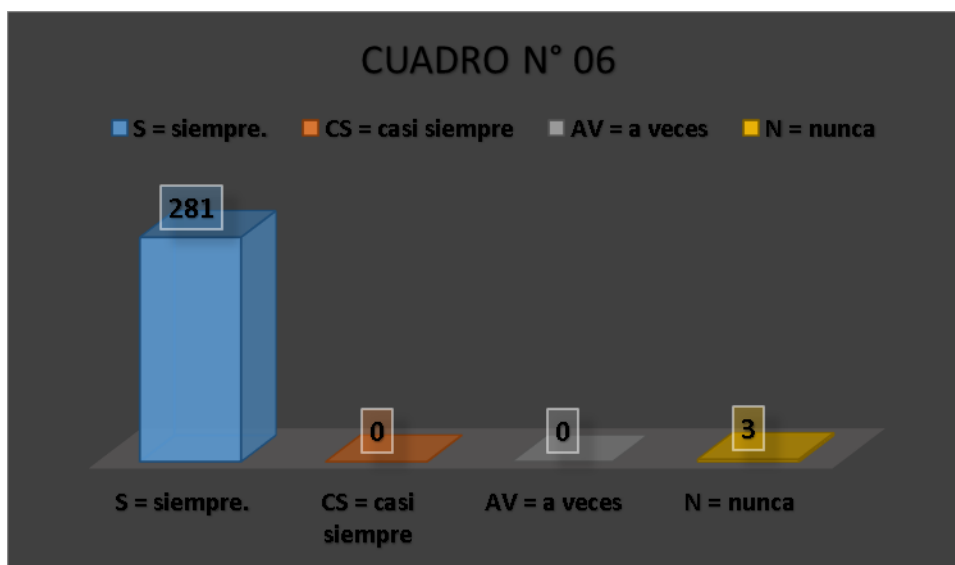 CUADRO N° 06
S = siempre. CS = casi siempre AV = a veces N = nunca
281
0 0 3
S = siempre. CS = casi siempre AV = a veces N = nunca